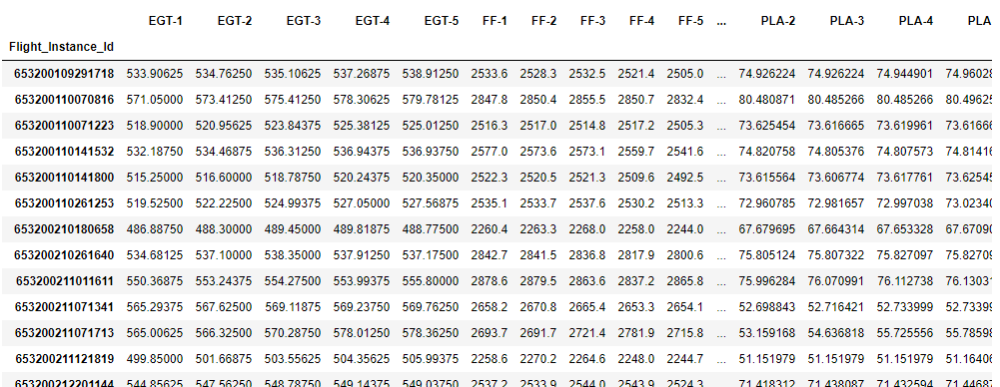 EGT-1 EGT-2 EGT-3 EGT-4 EGT-5 FF-1 FF-2 FF-3 FF-4 FF-5 ... PLA-2 PLA-3 PLA-4 PLA
Flight_Instance_Id
653200109291718 533.90625 534.76250 535.10625 537.26875 538.91250 2533.6 2528.3 2532.5 2521.4 2505.0 ... 74.926224 74.926224 74.944901 74.96028
653200110070816 571.05000 573.41250 575.41250 578.30625 579.78125 2847.8 2850.4 2855.5 2850.7 2832.4 ... 80.480871 80.485266 80.485266 80.49625
653200110071223 518.90000 520.95625 523.84375 525.38125 525.01250 2516.3 2517.0 2514.8 2517.2 2505.3 ... 73.625454 73.616665 73.619961 73.61666
653200110141532 532.18750 534.46875 536.31250 536.94375 536.93750 2577.0 2573.6 2573.1 2559.7 2541.6 ... 74.820758 74.805376 74.807573 74.81416
653200110141800 515.25000 516.60000 518.78750 520.24375 520.35000 2522.3 2520.5 2521.3 2509.6 2492.5 ... 73.615564 73.606774 73.617761 73.62545
653200110261253 519.52500 522.22500 524.99375 527.05000 527.56875 2535.1 2533.7 2537.6 2530.2 2513.3 ... 72.960785 72.981657 72.997038 73.02340
653200210180658 486.88750 488.30000 489.45000 489.81875 488.77500 2260.4 2263.3 2268.0 2258.0 2244.0 ... 67.679695 67.664314 67.653328 67.67090
653200210261640 534.68125 537.10000 538.35000 537.91250 537.17500 2842.7 2841.5 2836.8 2817.9 2800.6 ... 75.805124 75.807322 75.827097 75.82709
653200211011611 550.36875 553.24375 554.27500 553.99375 555.80000 2878.6 2879.5 2863.6 2837.2 2865.8 ... 75.996284 76.070991 76.112738 76.13031
653200211071341 565.29375 567.62500 569.11875 569.23750 569.76250 2658.2 2670.8 2665.4 2653.3 2654.1 ... 52.698843 52.716421 52.733999 52.73399
653200211071713 565.00625 566.32500 570.28750 578.01250 578.36250 2693.7 2691.7 2721.4 2781.9 2715.8 ... 53.159168 54.636818 55.725556 55.78598
653200211121819 499.85000 501.66875 503.55625 504.35625 505.99375 2258.6 2270.2 2264.6 2248.0 2244.7 ... 51.151979 51.151979 51.151979 51.16406
653200212201144 544.85625 547.56250 548.78750 549.14375 549.03750 2537.2 2533.9 2544.0 2543.9 2524.3 ... 71.418312 71.438087 71.432594 71.44687